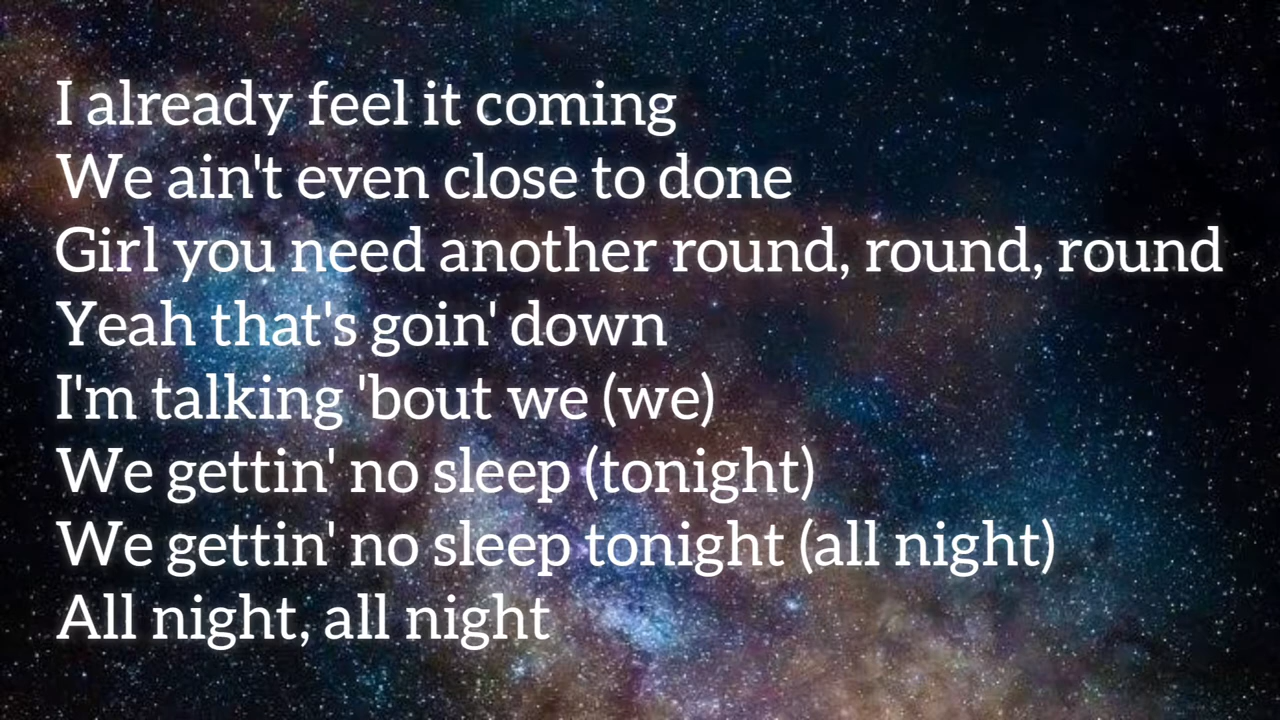 I already feel it coming
We ain't even close to done
Girl you need another round, round, round
Yeah that's goin' down
I'm talking 'bout we (we)
We gettin' no sleep (tonight)
We gettin' no sleep tonight (all night)
All night, all night